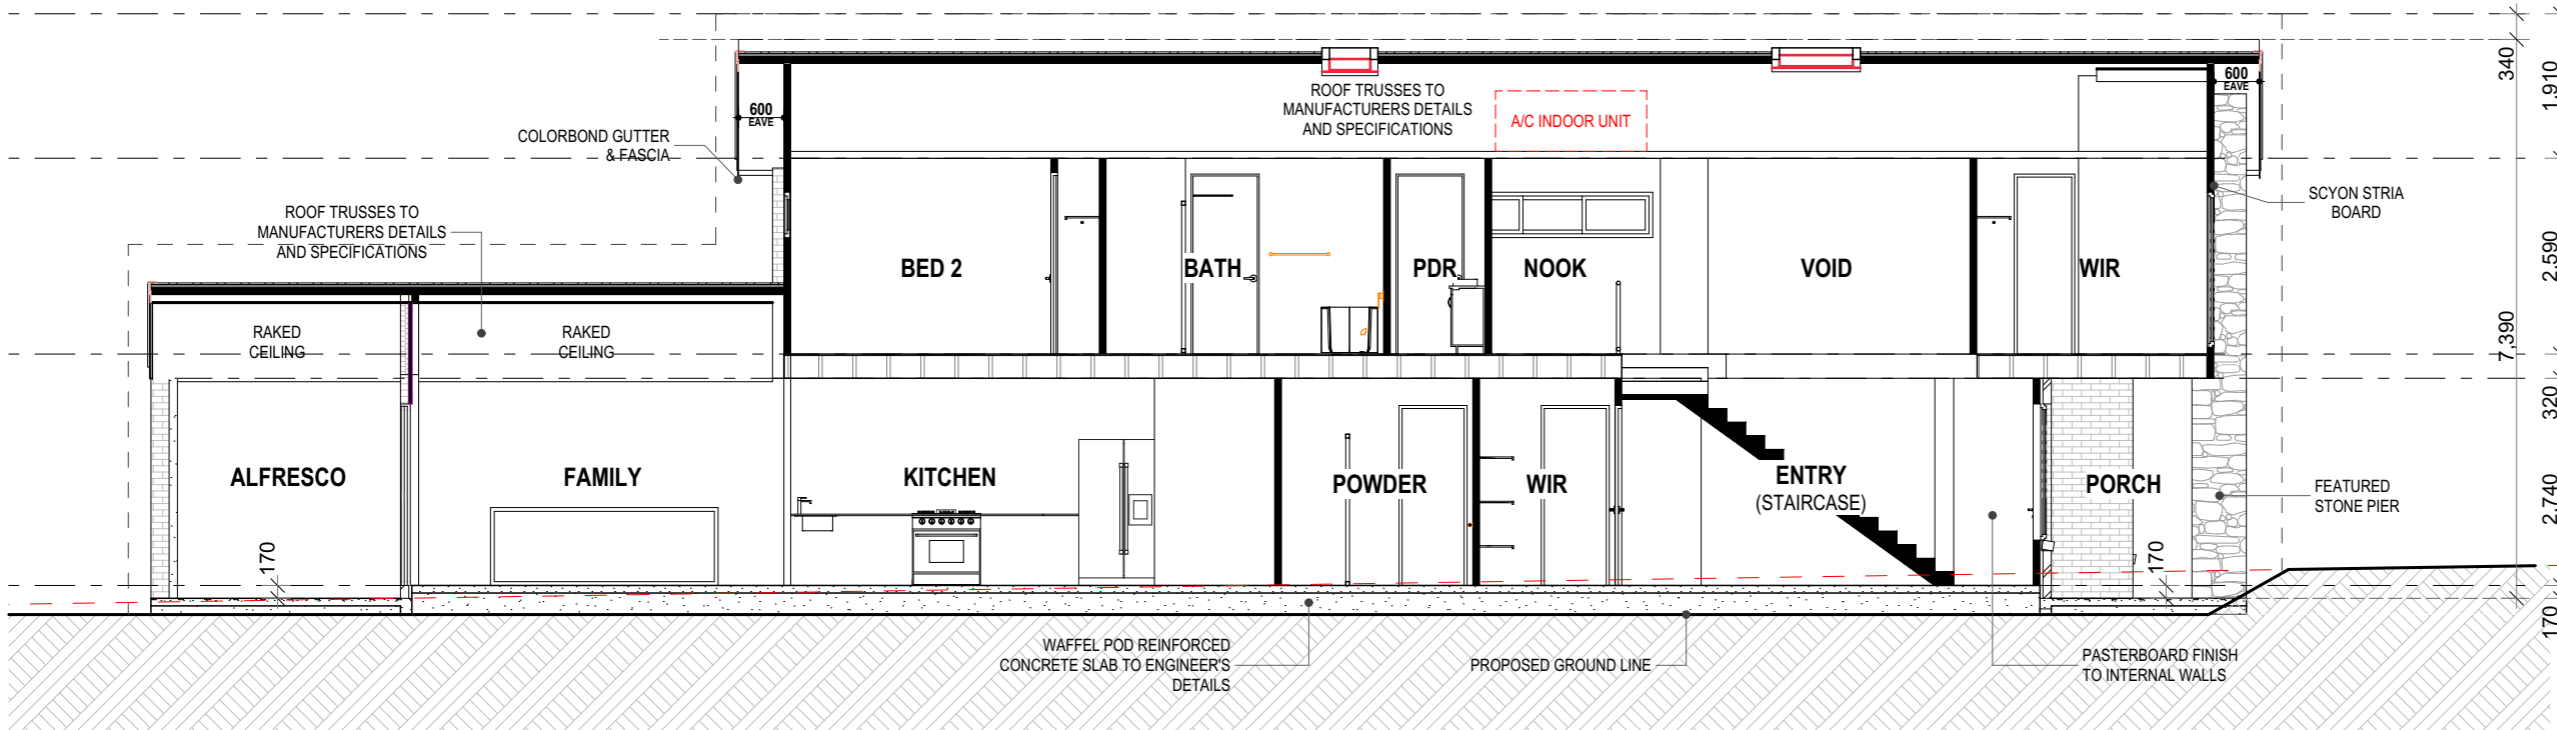 340
1,910
600
EAVE
600
EAVE
ROOF TRUSSES TO
MANUFACTURERS DETAILS
AND SPECIFICATIONS
A/C INDOOR UNIT
COLORBOND GUTTER
& FASCIA
SCYON STRIA
BOARD
ROOF TRUSSES TO
MANUFACTURERS DETAILS
AND SPECIFICATIONS
BED 2
BATH
PDR
NOOK
VOID
WIR
2,590
RAKED
CEILING
RAKED
CEILING
7,390
320
ALFRESCO
FAMILY
KITCHEN
POWDER
WIR
ENTRY
(STAIRCASE)
PORCH
FEATURED
STONE PIER
2,740
170
170
170
WAFFEL POD REINFORCED
CONCRETE SLAB TO ENGINEER'S
DETAILS
PROPOSED GROUND LINE
PASTERBOARD FINISH
TO INTERNAL WALLS